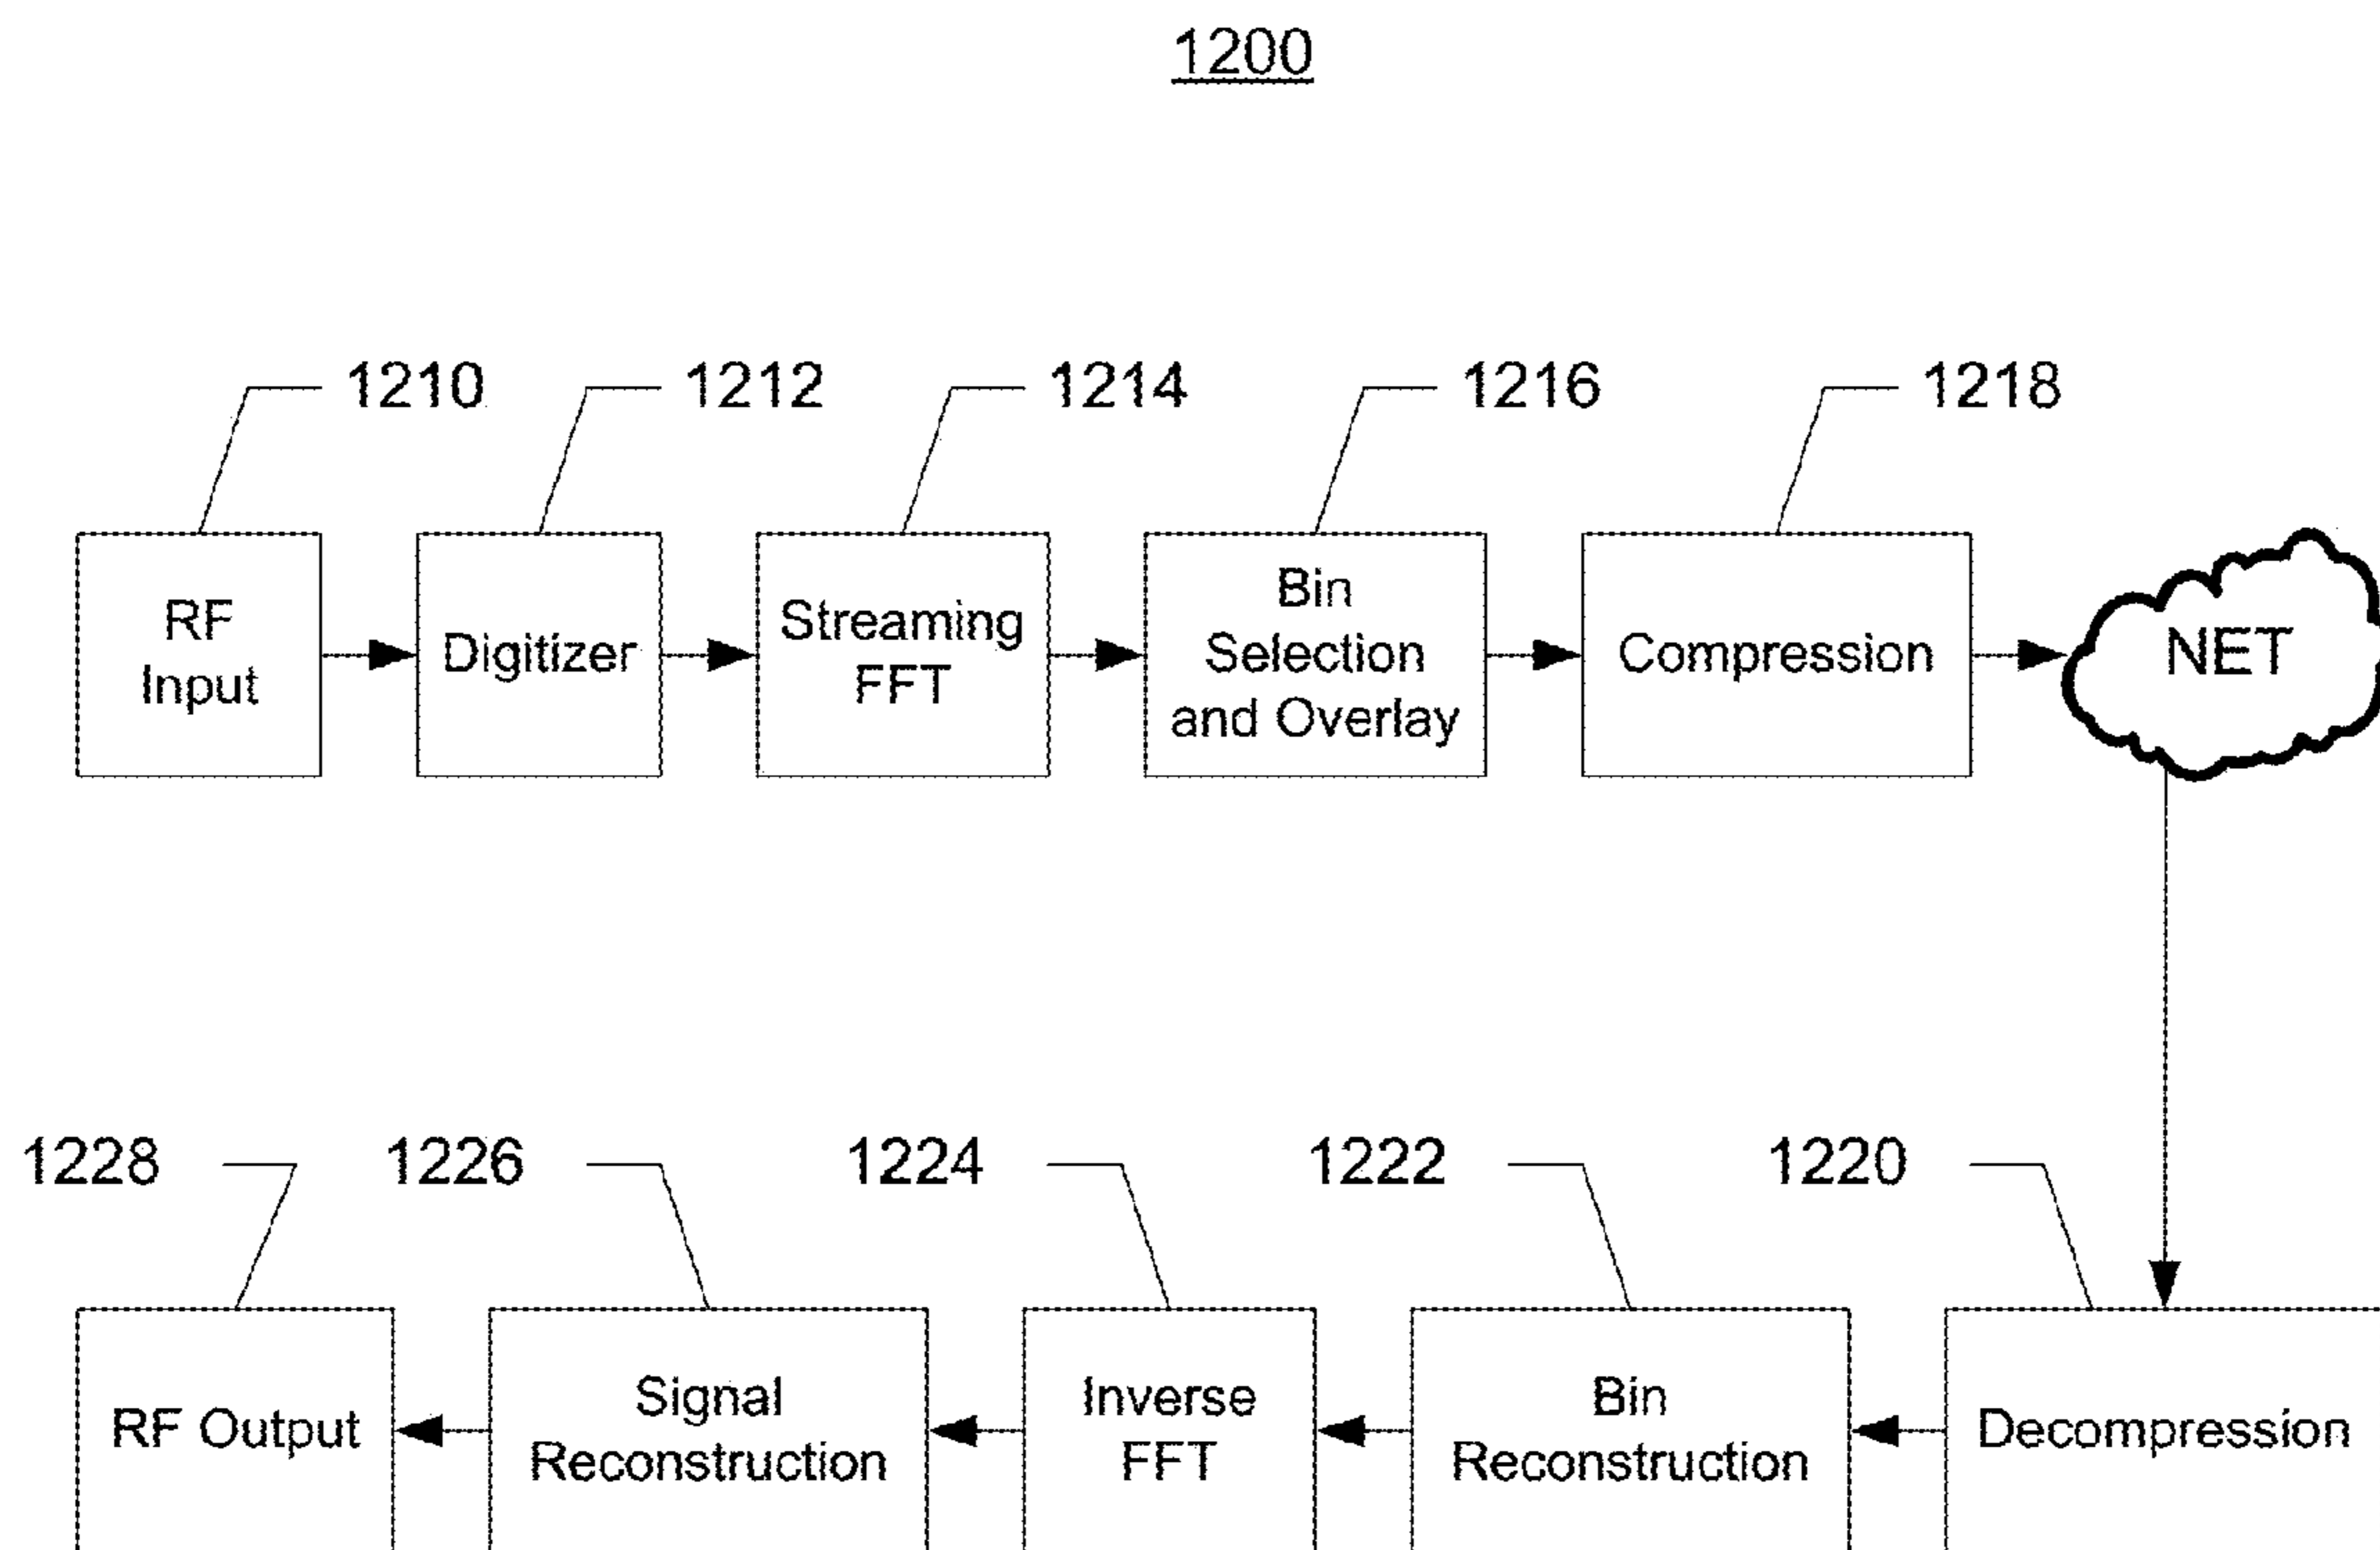 1200
1210
1212
1214
1216
1218
RF
Input
Digitizer
Streaming
FFT
Bin
Selection
and Overlay
Compression
NET
1228
1226
1224
1222
1220
RF Output
Signal
Reconstruction
Inverse
FFT
Bin
Reconstruction
Decompression